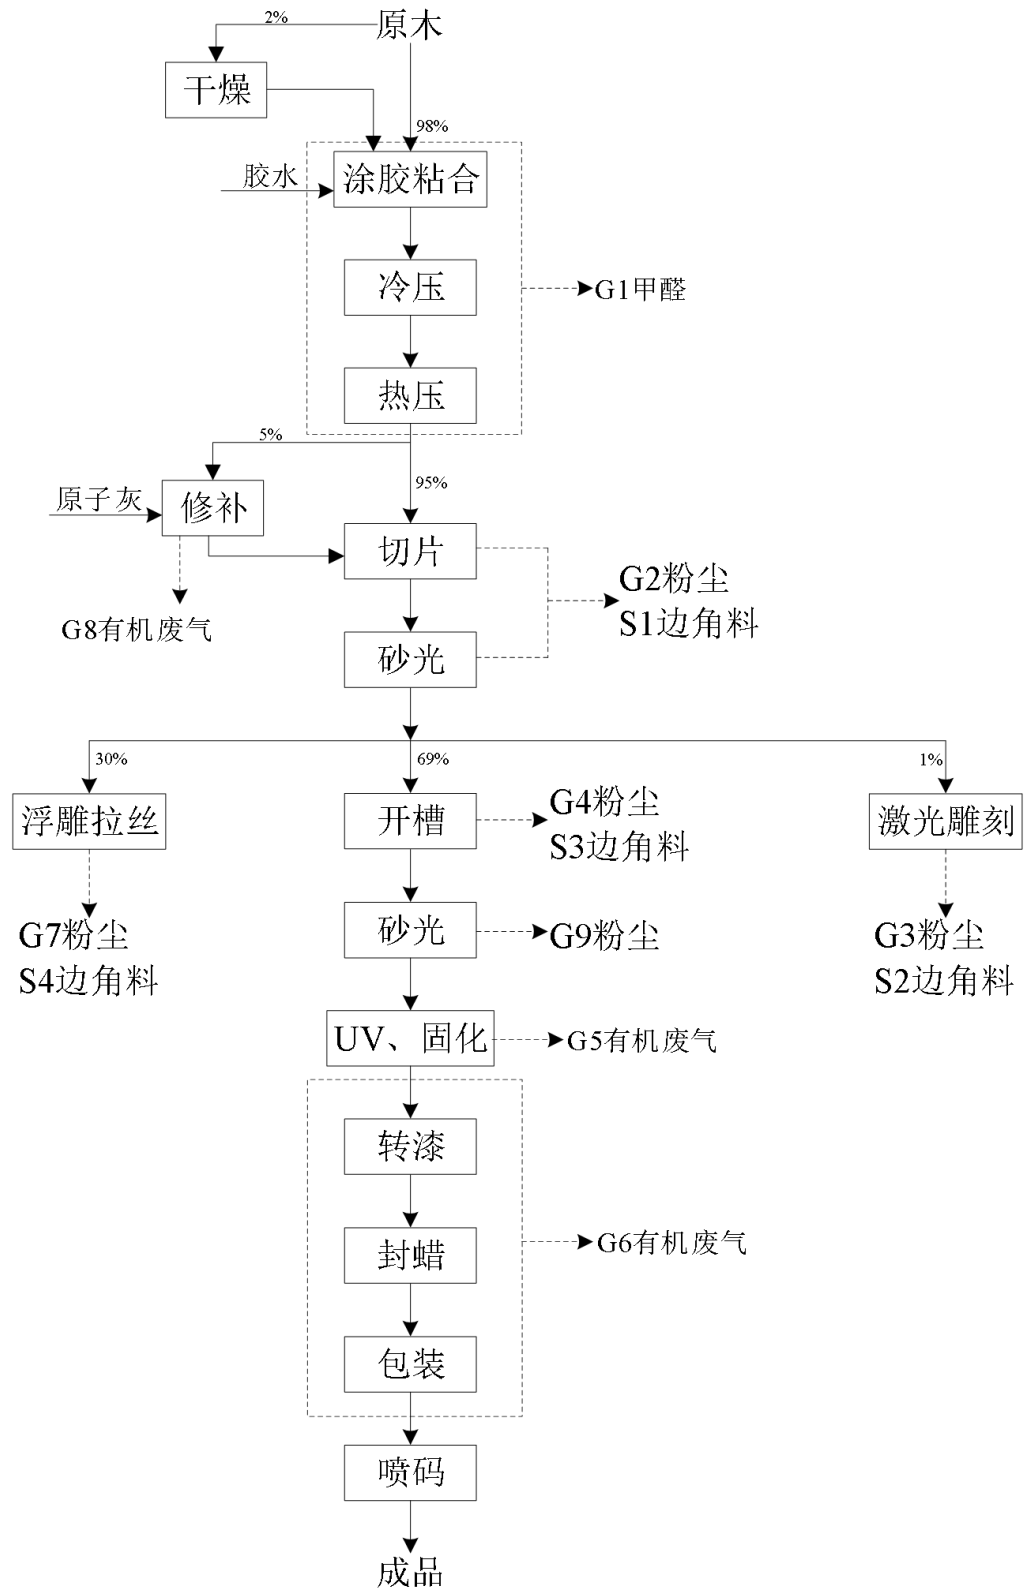 2%
原木
干燥
98%
胶水
涂胶粘合
冷压
G1甲醛
热压
5%
95%
原子灰
修补
切片
G2粉尘
S1边角料
G8有机废气
砂光
30%
69%
1%
浮雕拉丝
开槽
G4粉尘
S3边角料
激光雕刻
G7粉尘
S4边角料
砂光
G9粉尘
G3粉尘
S2边角料
UV、固化
G5有机废气
转漆
封蜡
G6有机废气
包装
喷码
成品